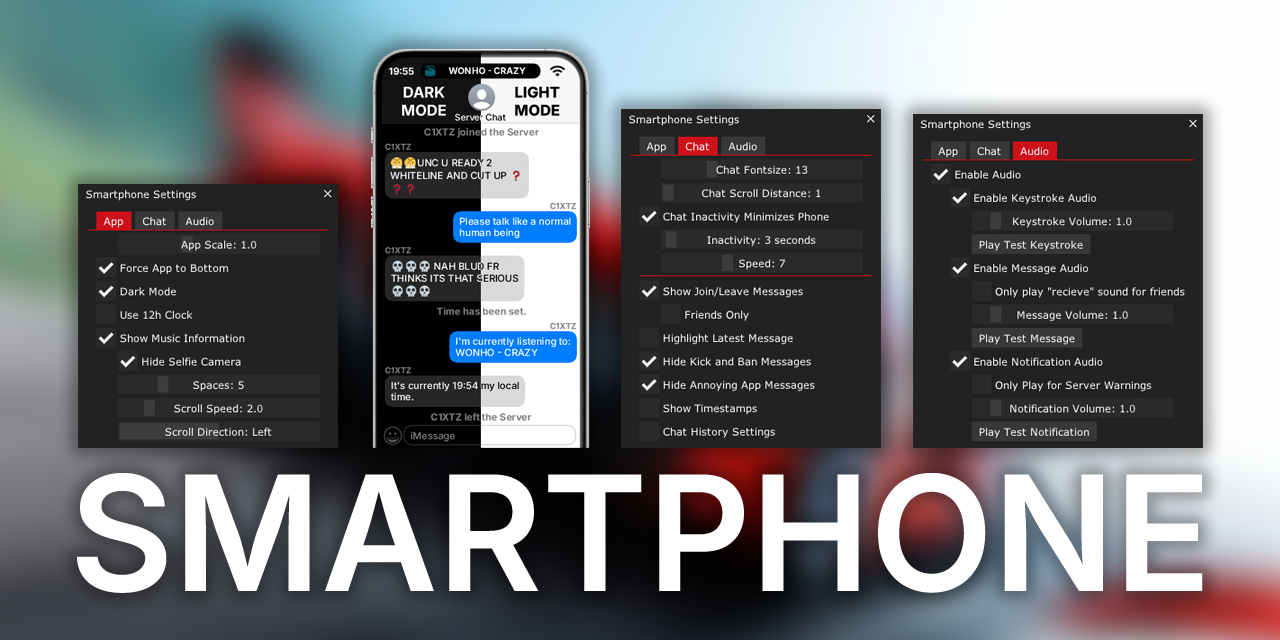 Smartphone Settings
App Chat Audio
App Scale: 1.0
Force App to Bottom
Dark Mode
Use 12h Clock
Show Music Information
Hide Selfie Camera
Spaces: 5
Scroll Speed: 2.0
Scroll Direction: Left
19:55 WONHO - CRAZY
DARK MODE
LIGHT MODE
Server Chat
C1XTZ joined the Server
C1XTZ
😤😤UNC U READY 2
WHITELINE AND CUT UP ❓
❓❓
C1XTZ
Please talk like a normal
human being
C1XTZ
💀💀💀 NAH BLUD FR
THINKS ITS THAT SERIOUS
💀💀💀
Time has been set.
C1XTZ
I'm currently listening to:
WONHO - CRAZY
C1XTZ
It's currently 19:54 my local
time.
C1XTZ left the Server
iMessage
Smartphone Settings
App Chat Audio
Chat Fontsize: 13
Chat Scroll Distance: 1
Chat Inactivity Minimizes Phone
Inactivity: 3 seconds
Speed: 7
Show Join/Leave Messages
Friends Only
Highlight Latest Message
Hide Kick and Ban Messages
Hide Annoying App Messages
Show Timestamps
Chat History Settings
Smartphone Settings
App Chat Audio
Enable Audio
Enable Keystroke Audio
Keystroke Volume: 1.0
Play Test Keystroke
Enable Message Audio
Only play "recieve" sound for friends
Message Volume: 1.0
Play Test Message
Enable Notification Audio
Only Play for Server Warnings
Notification Volume: 1.0
Play Test Notification
SMARTPHONE